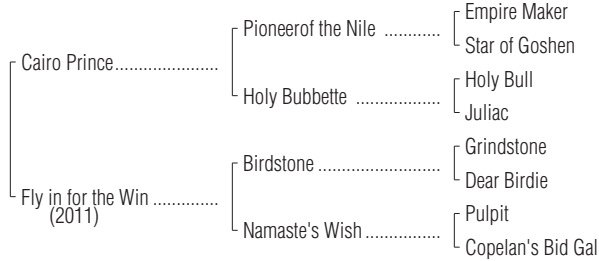 Empire Maker
Pioneerof the Nile ............
Star of Goshen
Cairo Prince......................
Holy Bull
Holy Bubbette ..................
Juliac
Grindstone
Birdstone ..........................
Dear Birdie
Fly in for the Win ..............
(2011)
Pulpit
Namaste's Wish................
Copelan's Bid Gal